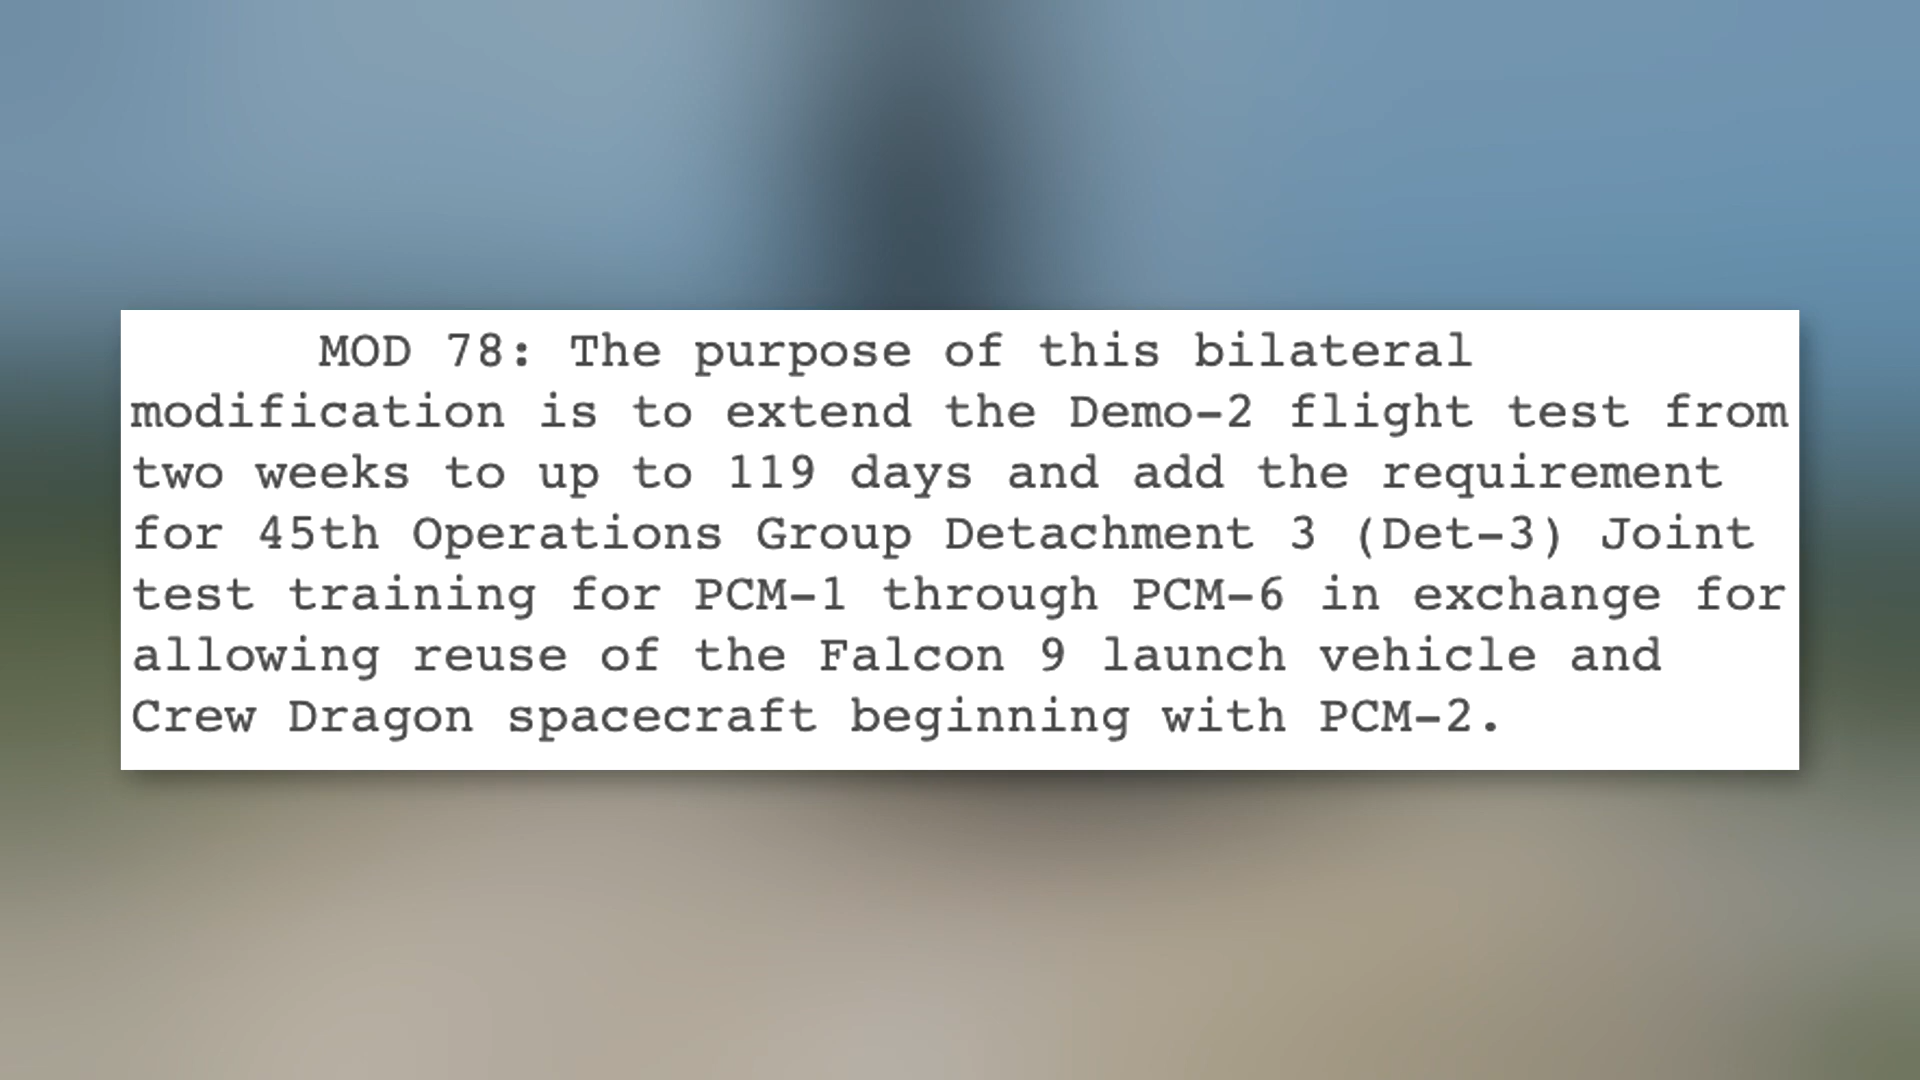 MOD 78: The purpose of this bilateral
modification is to extend the Demo-2 flight test from
two weeks to up to 119 days and add the requirement
for 45th Operations Group Detachment 3 (Det-3) Joint
test training for PCM-1 through PCM-6 in exchange for
allowing reuse of the Falcon 9 launch vehicle and
Crew Dragon spacecraft beginning with PCM-2.